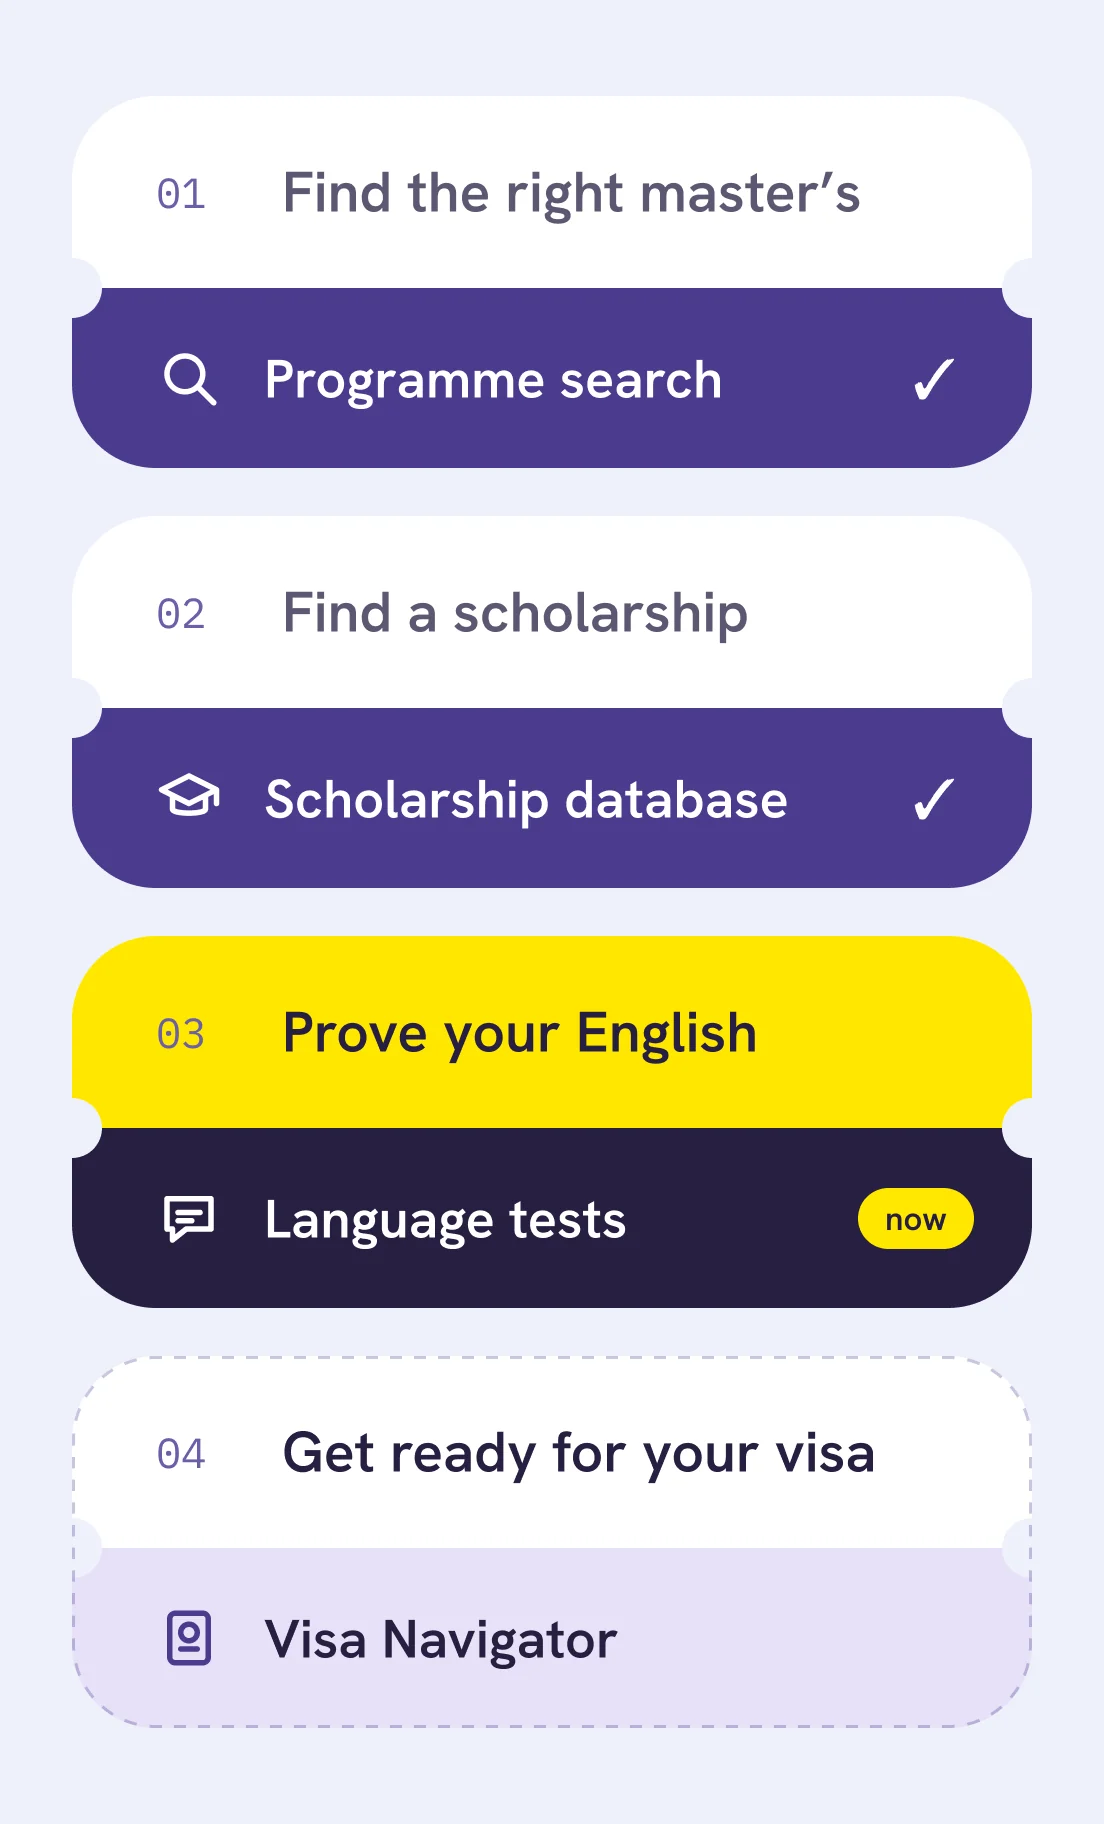 01 Find the right master’s
Programme search ✓
02 Find a scholarship
Scholarship database ✓
03 Prove your English
Language tests now
04 Get ready for your visa
Visa Navigator